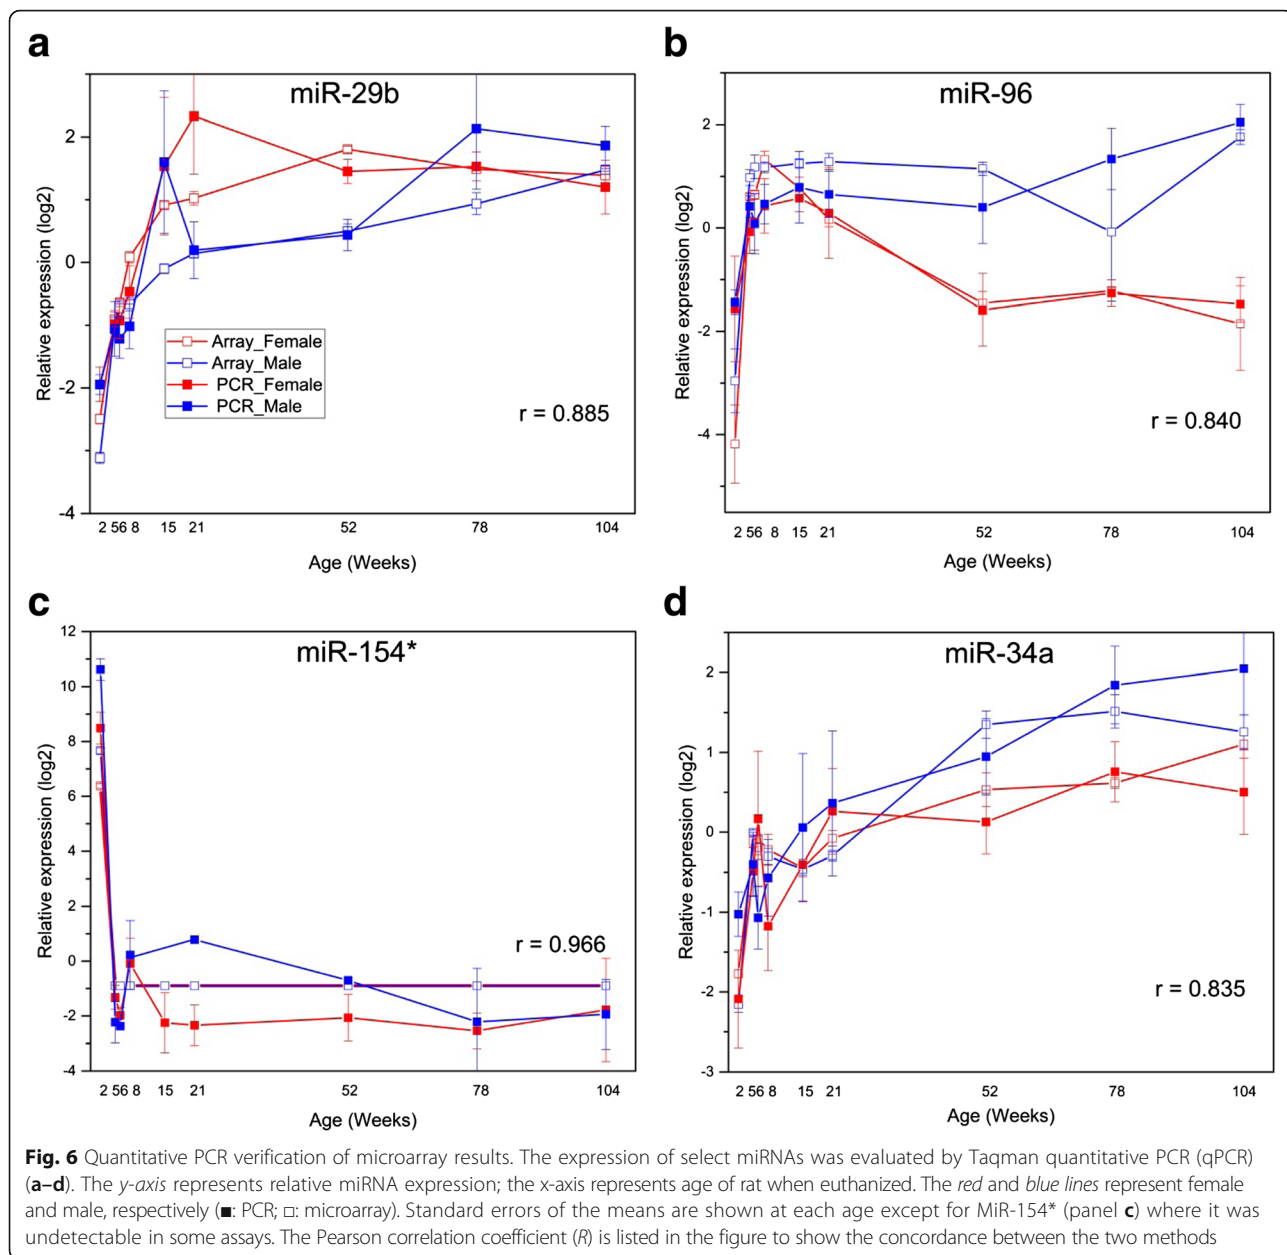 a
miR-29b
2
0
-2
-4
Relative expression (log2)
Array_Female
Array_Male
PCR_Female
PCR_Male
r = 0.885
2 56 8 15 21 52 78 104
Age (Weeks)
b
miR-96
2
0
-2
-4
Relative expression (log2)
r = 0.840
2 56 8 15 21 52 78 104
Age (Weeks)
c
miR-154*
12
10
8
6
4
2
0
-2
-4
Relative expression (log2)
r = 0.966
2 56 8 15 21 52 78 104
Age (Weeks)
d
miR-34a
2
1
0
-1
-2
-3
Relative expression (log2)
r = 0.835
2 56 8 15 21 52 78 104
Age (Weeks)
Fig. 6 Quantitative PCR verification of microarray results. The expression of select miRNAs was evaluated by Taqman quantitative PCR (qPCR)
(a–d). The y-axis represents relative miRNA expression; the x-axis represents age of rat when euthanized. The red and blue lines represent female
and male, respectively (■: PCR; □: microarray). Standard errors of the means are shown at each age except for MiR-154* (panel c) where it was
undetectable in some assays. The Pearson correlation coefficient (R) is listed in the figure to show the concordance between the two methods